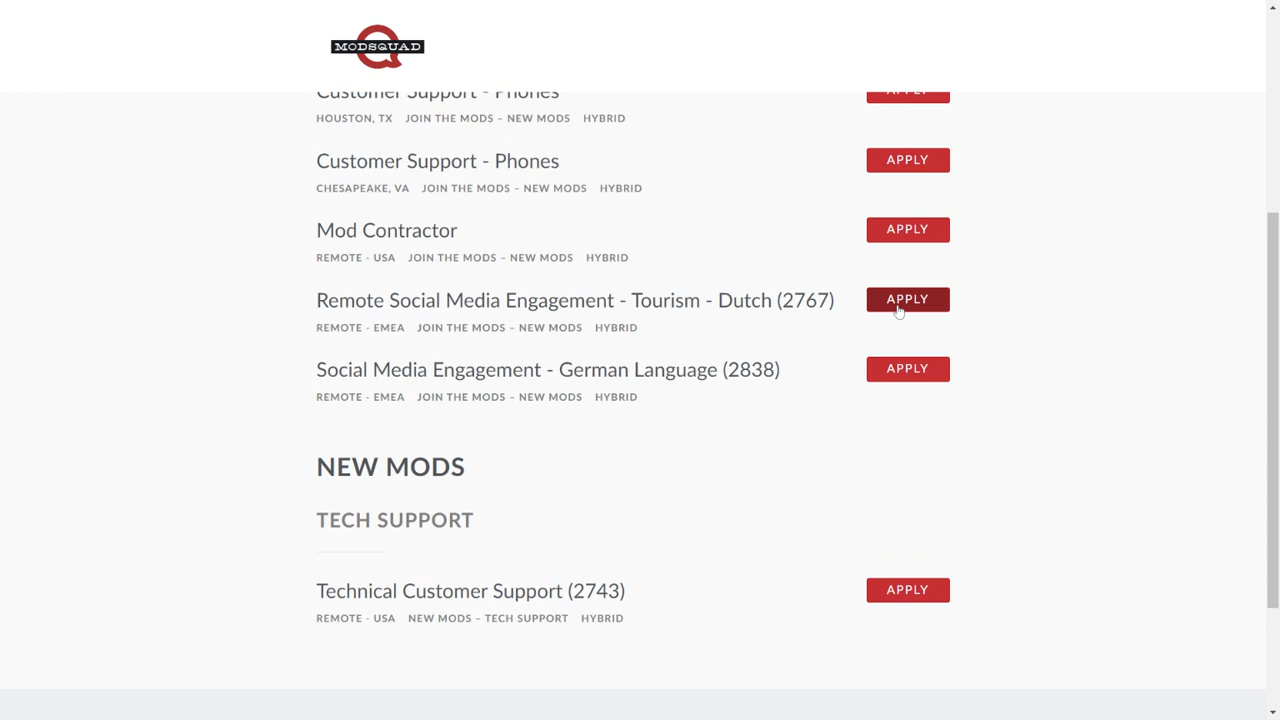 MODSQUAD
Customer Support - Phones
APPLY
HOUSTON, TX JOIN THE MODS – NEW MODS HYBRID
Customer Support - Phones
APPLY
CHESAPEAKE, VA JOIN THE MODS – NEW MODS HYBRID
Mod Contractor
APPLY
REMOTE - USA JOIN THE MODS – NEW MODS HYBRID
Remote Social Media Engagement - Tourism - Dutch (2767)
APPLY
REMOTE - EMEA JOIN THE MODS – NEW MODS HYBRID
Social Media Engagement - German Language (2838)
APPLY
REMOTE - EMEA JOIN THE MODS – NEW MODS HYBRID
NEW MODS
TECH SUPPORT
Technical Customer Support (2743)
APPLY
REMOTE - USA NEW MODS – TECH SUPPORT HYBRID